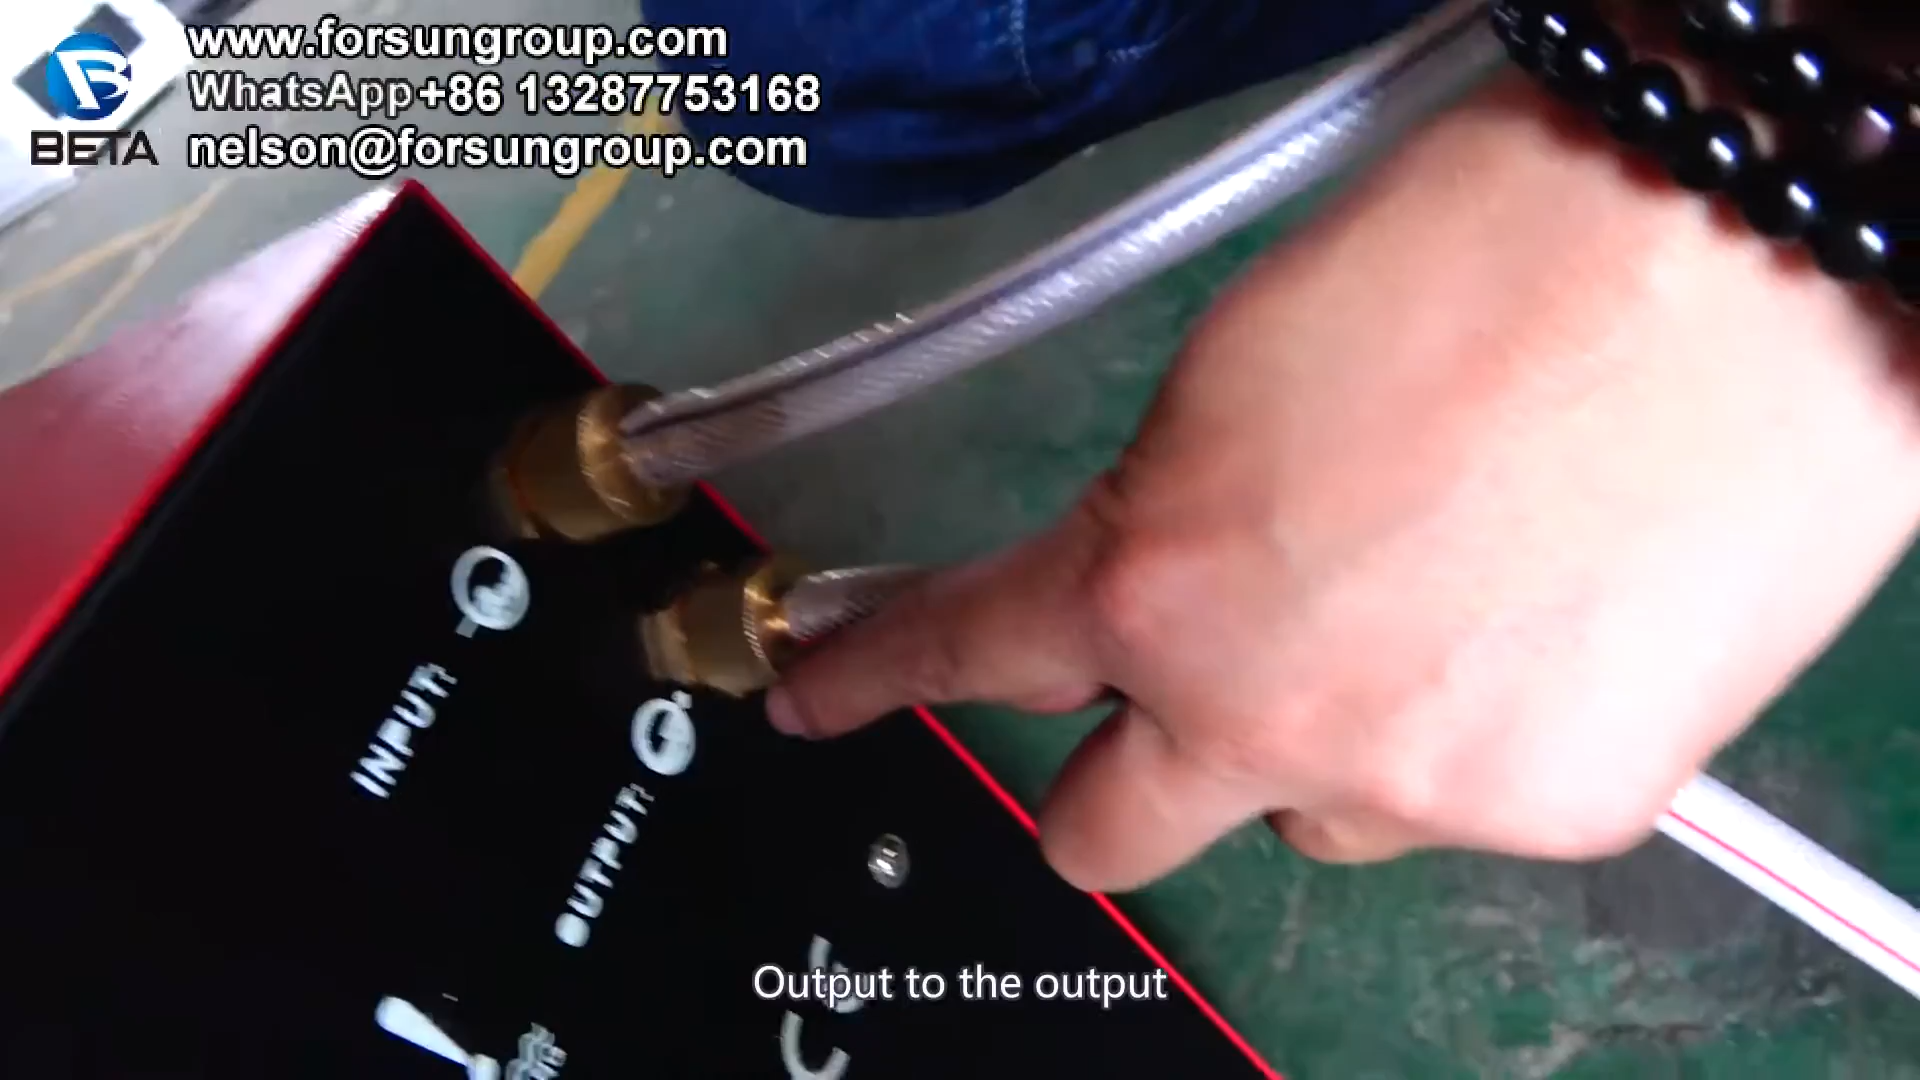 www.forsungroup.com
WhatsApp+86 13287753168
BETA
nelson@forsungroup.com
INPUT:
OUTPUT:
Output to the output